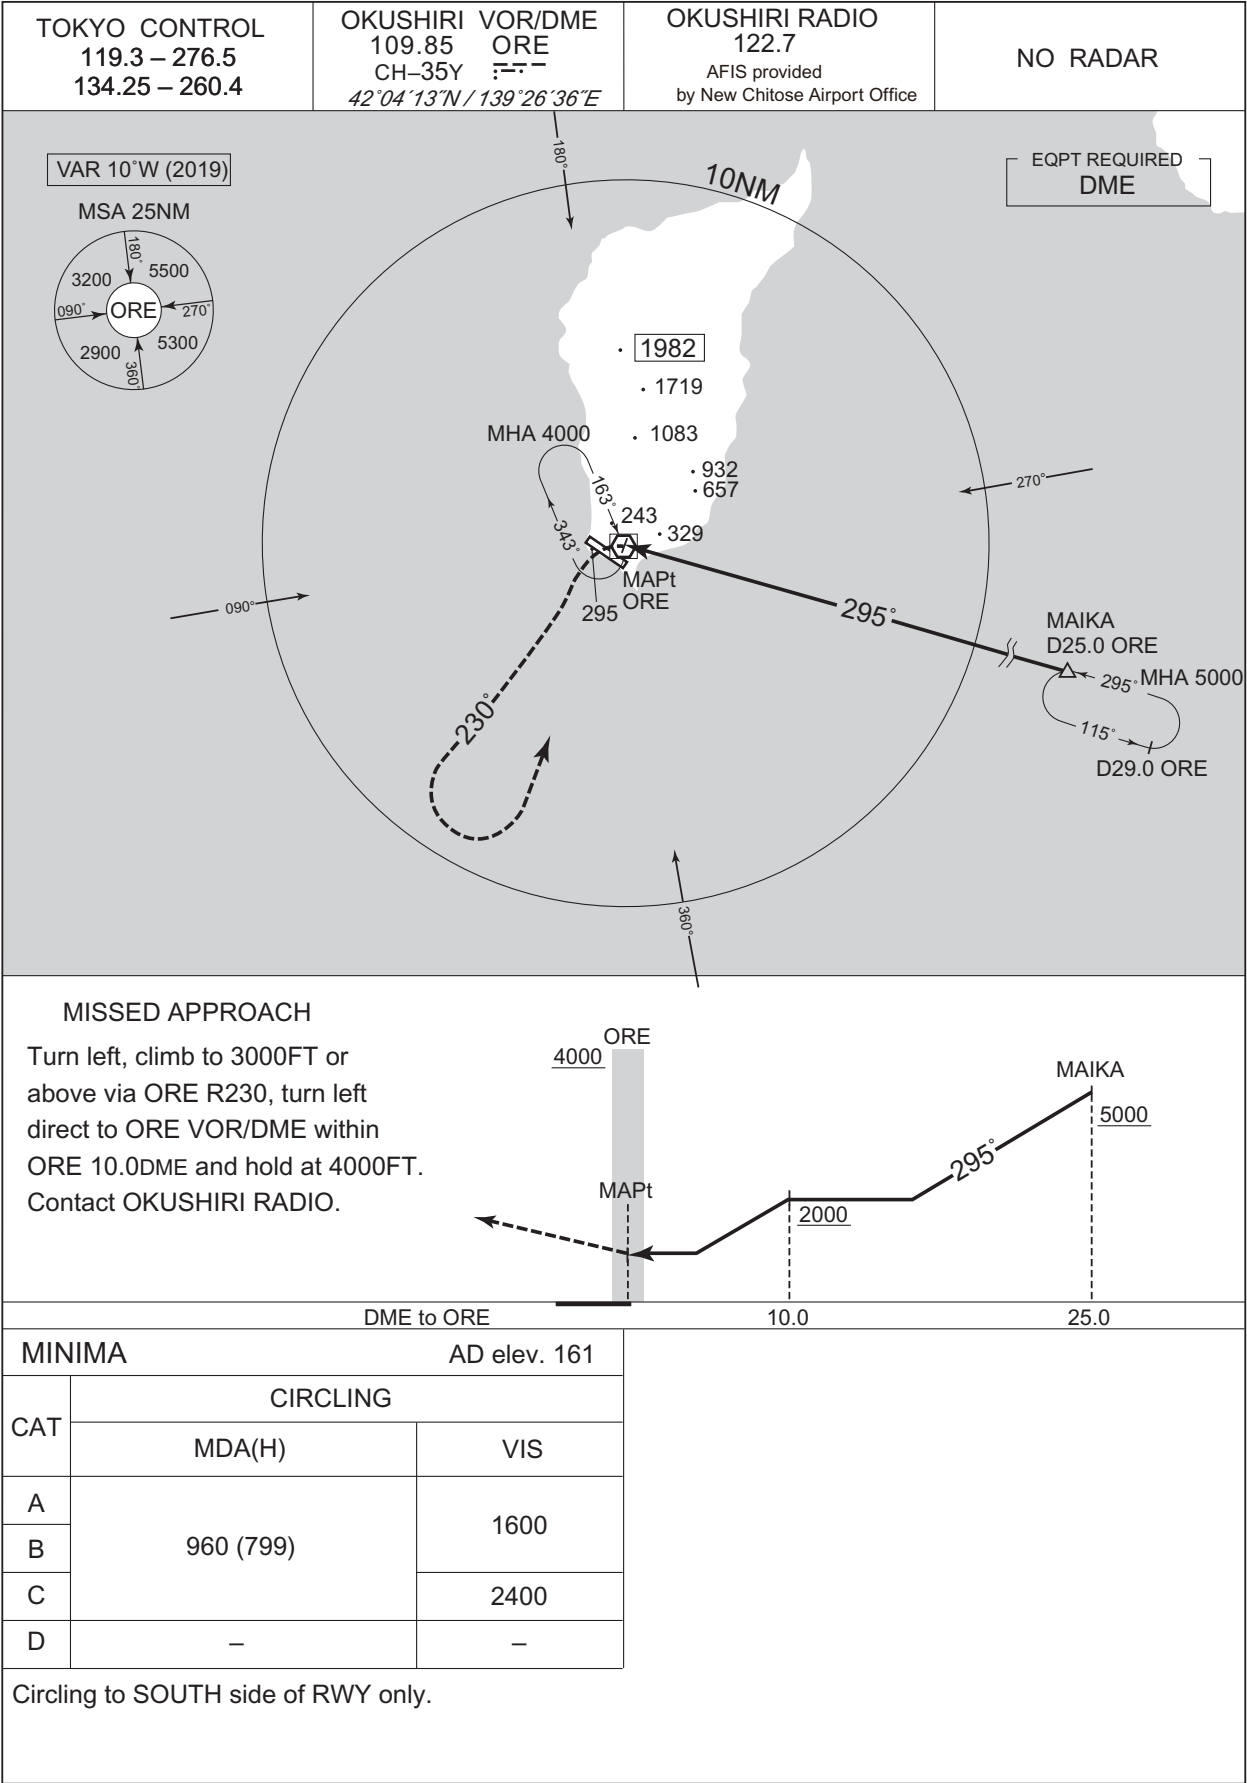 TOKYO CONTROL
119.3 – 276.5
134.25 – 260.4
OKUSHIRI VOR/DME
109.85 ORE
CH–35Y
42˚04´13˝N / 139˚26´36˝E
OKUSHIRI RADIO
122.7
AFIS provided
by New Chitose Airport Office
NO RADAR
VAR 10˚W (2019)
MSA 25NM
180˚
3200
5500
090˚
ORE
270˚
2900
5300
360˚
180˚
10NM
EQPT REQUIRED
DME
1982
1719
1083
932
657
243
329
MHA 4000
163˚
343˚
MAPt
ORE
295
270˚
090˚
295˚
MAIKA
D25.0 ORE
295˚
MHA 5000
115˚
D29.0 ORE
230˚
360˚
MISSED APPROACH
Turn left, climb to 3000FT or
above via ORE R230, turn left
direct to ORE VOR/DME within
ORE 10.0DME and hold at 4000FT.
Contact OKUSHIRI RADIO.
ORE
4000
MAPt
MAIKA
5000
295˚
2000
DME to ORE
10.0
25.0
MINIMA
AD elev. 161
CAT
CIRCLING
MDA(H)
VIS
A
B
C
960 (799)
1600
2400
D
–
–
Circling to SOUTH side of RWY only.